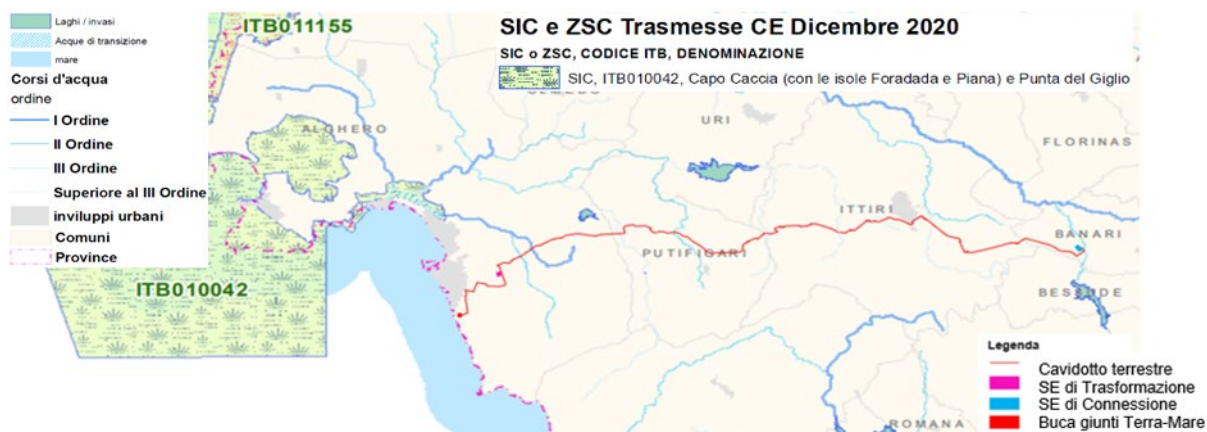 Laghi / invasi
Acque di transizione
mare
Corsi d'acqua
ordine
I Ordine
II Ordine
III Ordine
Superiore al III Ordine
inviluppi urbani
Comuni
Province
ITB011155
SIC e ZSC Trasmesse CE Dicembre 2020
SIC o ZSC, CODICE ITB, DENOMINAZIONE
SIC, ITB010042, Capo Caccia (con le isole Foradada e Piana) e Punta del Giglio
ALGHERO
URI
FLORINAS
ITTIRI
BANARI
PUTIFIGARI
ITB010042
Legenda
Cavidotto terrestre
SE di Trasformazione
SE di Connessione
Buca giunti Terra-Mare
ROMANA